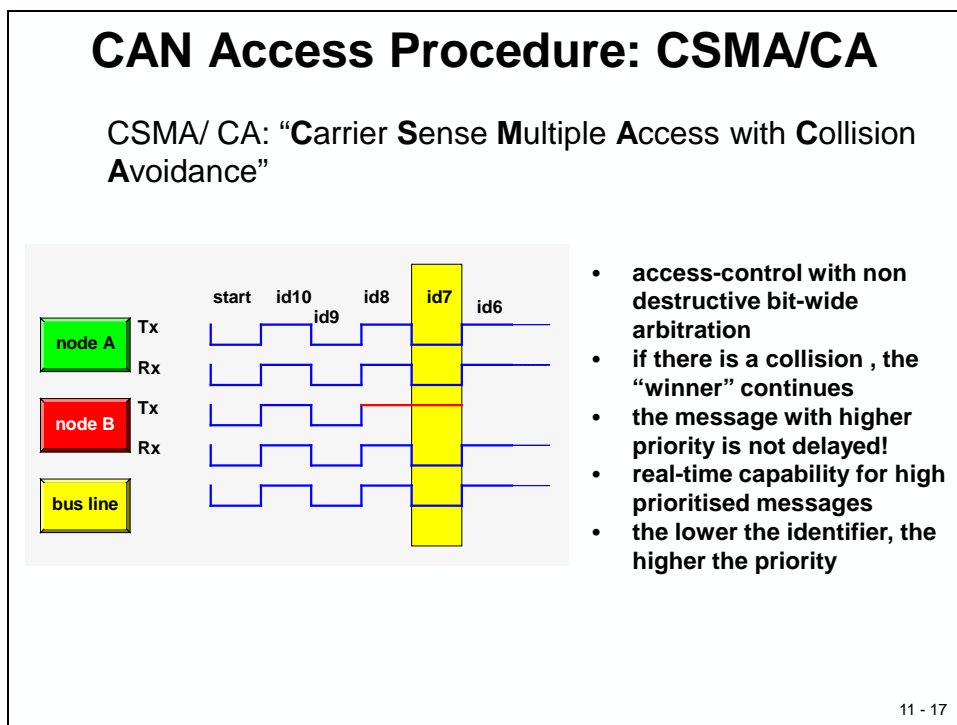 CAN Access Procedure: CSMA/CA
CSMA/ CA: “Carrier Sense Multiple Access with Collision
Avoidance”
start id10 id9 id8 id7 id6
node A
Tx
Rx
node B
Tx
Rx
bus line
• access-control with non
destructive bit-wide
arbitration
• if there is a collision , the
“winner” continues
• the message with higher
priority is not delayed!
• real-time capability for high
prioritised messages
• the lower the identifier, the
higher the priority
11 - 17